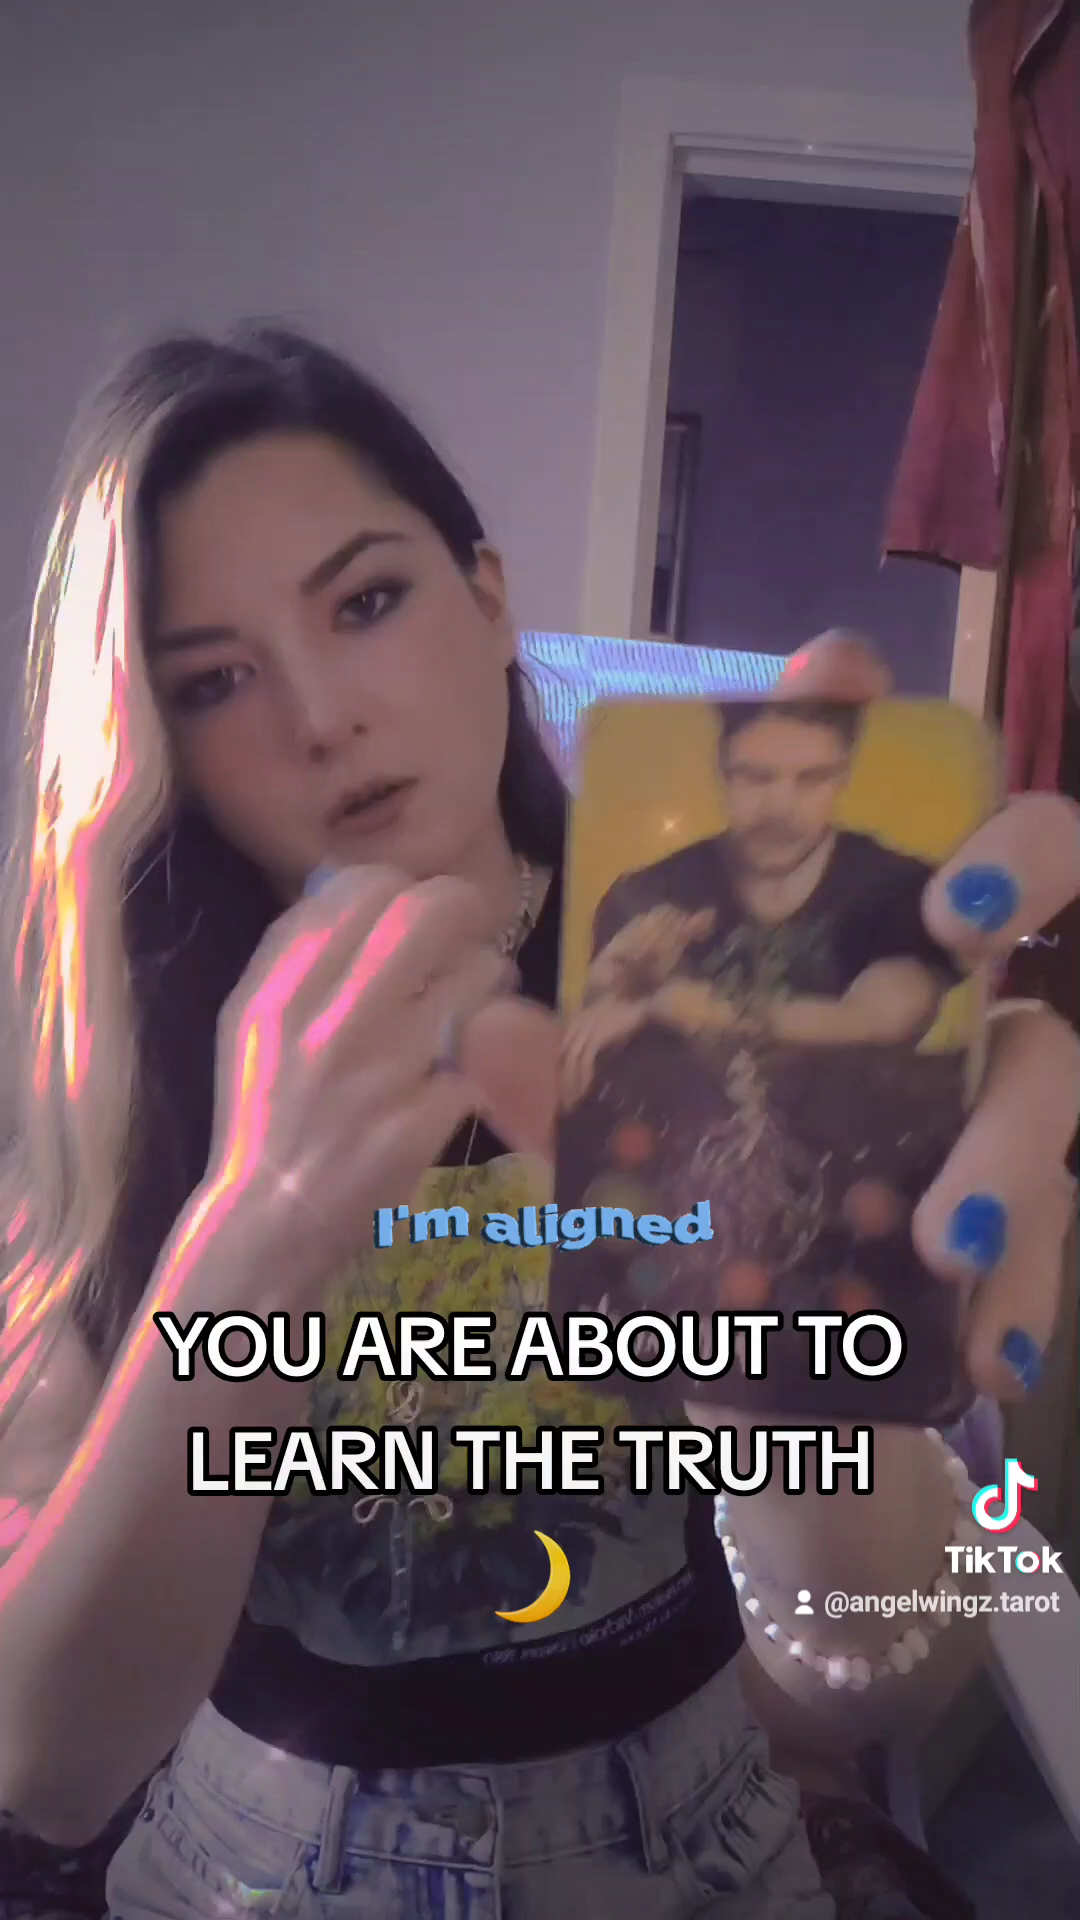 I'm aligned
YOU ARE ABOUT TO
LEARN THE TRUTH
TikTok
@angelwingz.tarot